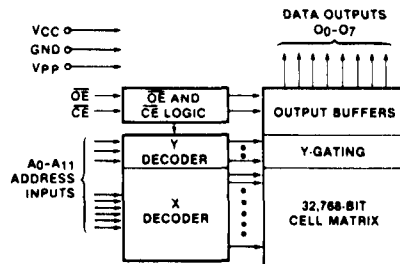 DATA OUTPUTS
O0-O7
VCC
GND
VPP
OE
CE
OE AND
CE LOGIC
OUTPUT BUFFERS
Y
DECODER
Y-GATING
A0-A11
ADDRESS
INPUTS
X
DECODER
32,768-BIT
CELL MATRIX